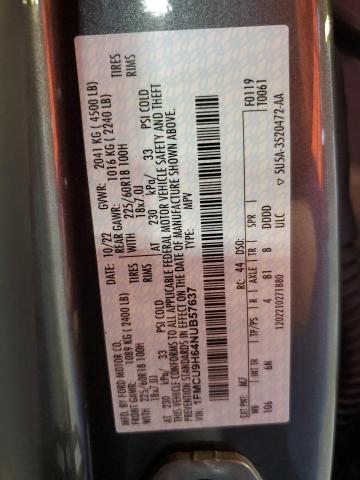 MFD. BY FORD MOTOR CO.
10/22 GVWR: 2041 KG ( 4500 LB)
FRONT GAWR: 1089 KG (2400 LB) REAR GAWR: 1016 KG ( 2240 LB)
WITH 225/60R18 100H TIRES WITH 225/60R18 100H TIRES
18x7.0J RIMS 18x7.0J RIMS
AT 230 kPa/ 33 PSI COLD AT 230 kPa/ 33 PSI COLD
THIS VEHICLE CONFORMS TO ALL APPLICABLE FEDERAL MOTOR VEHICLE SAFETY AND THEFT
PREVENTION STANDARDS IN EFFECT ON THE DATE OF MANUFACTURE SHOWN ABOVE.
VIN: 1FMCU9H64NUB57637
TYPE: MPV
F0119
T0061
EXT PNT: M7 RC: 44 DSO:
WB INT TR TP/PS R AXLE TR SPR
106 6N 4 81 8 DDDD
1202210271880 ULC
5U5A-3520472-AA